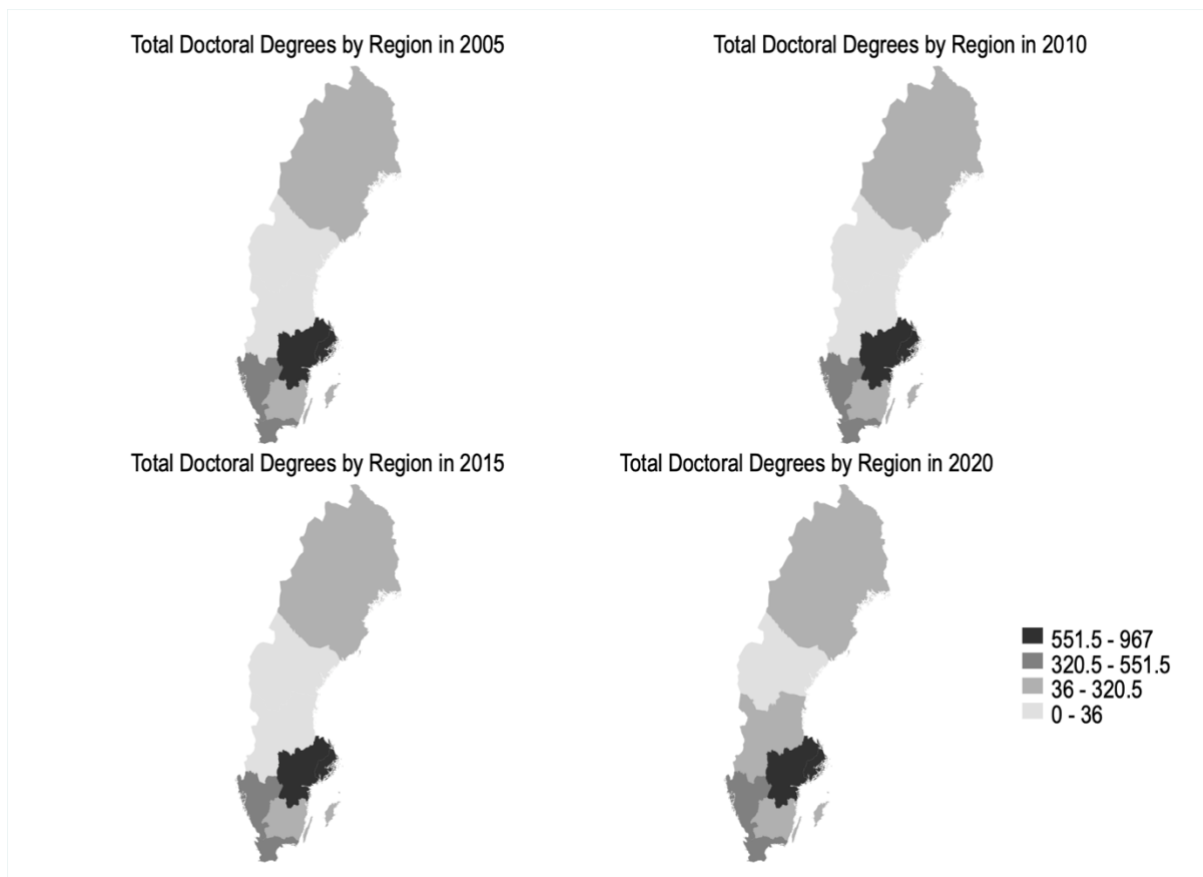 Total Doctoral Degrees by Region in 2005
Total Doctoral Degrees by Region in 2010
Total Doctoral Degrees by Region in 2015
Total Doctoral Degrees by Region in 2020
551.5 - 967
320.5 - 551.5
36 - 320.5
0 - 36